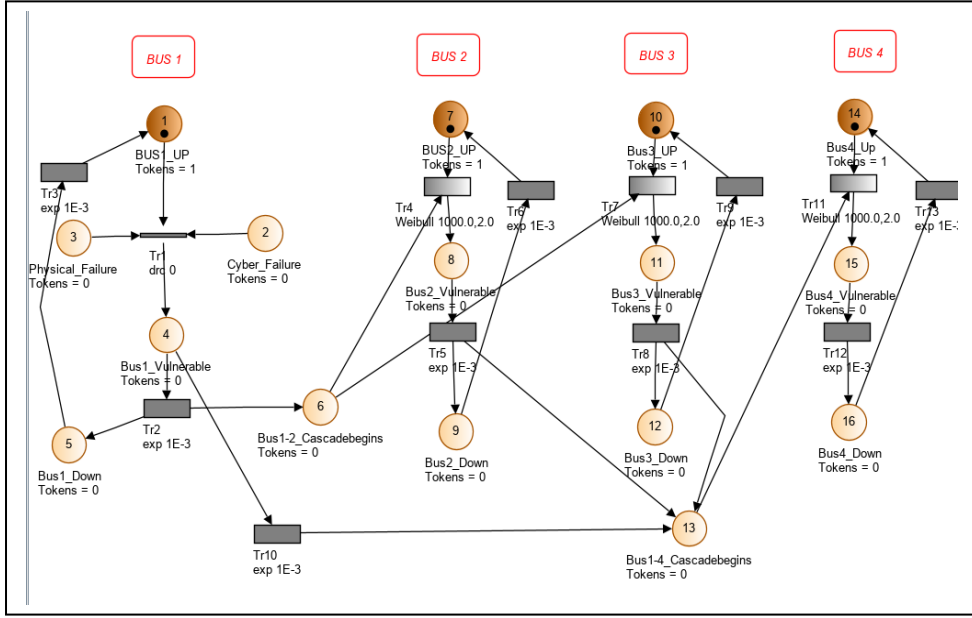 BUS 1
BUS 2
BUS 3
BUS 4
1
BUS1_UP
Tokens = 1
Tr3
exp 1E-3
3
Physical_Failure
Tokens = 0
Tr1
drc 0
2
Cyber_Failure
Tokens = 0
4
Bus1_Vulnerable
Tokens = 0
Tr2
exp 1E-3
5
Bus1_Down
Tokens = 0
6
Bus1-2_Cascadebegins
Tokens = 0
Tr10
exp 1E-3
7
BUS2_UP
Tokens = 1
Tr4
Weibull 1000.0,2.0
Tr6
exp 1E-3
8
Bus2_Vulnerable
Tokens = 0
Tr5
exp 1E-3
9
Bus2_Down
Tokens = 0
10
Bus3_UP
Tokens = 1
Tr7
Weibull 1000.0,2.0
Tr9
exp 1E-3
11
Bus3_Vulnerable
Tokens = 0
Tr8
exp 1E-3
12
Bus3_Down
Tokens = 0
13
Bus1-4_Cascadebegins
Tokens = 0
14
Bus4_Up
Tokens = 1
Tr11
Weibull 1000.0,2.0
Tr13
exp 1E-3
15
Bus4_Vulnerable
Tokens = 0
Tr12
exp 1E-3
16
Bus4_Down
Tokens = 0